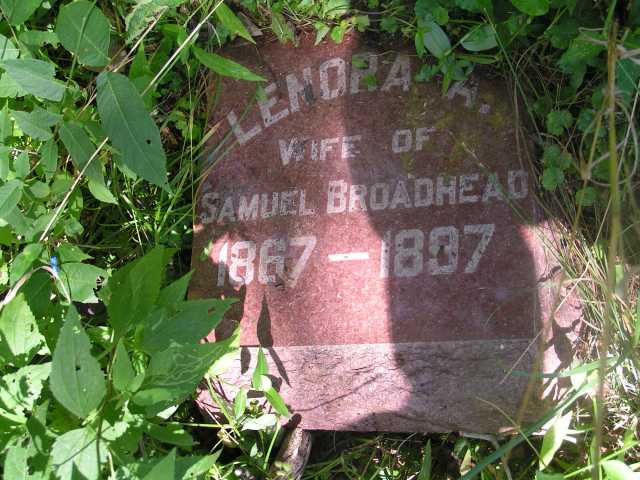 LENORA A.
WIFE OF
SAMUEL BROADHEAD
1867 — 1897